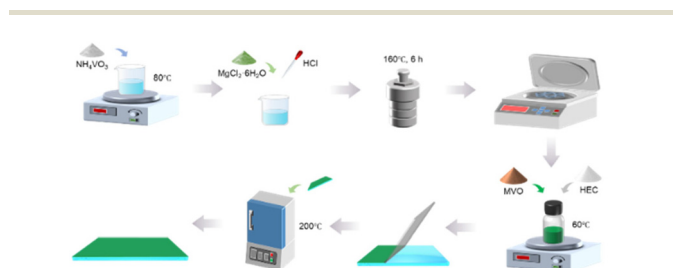 NH₄VO₃
80℃
MgCl₂·6H₂O
HCl
160℃, 6 h
MVO
HEC
60℃
200℃